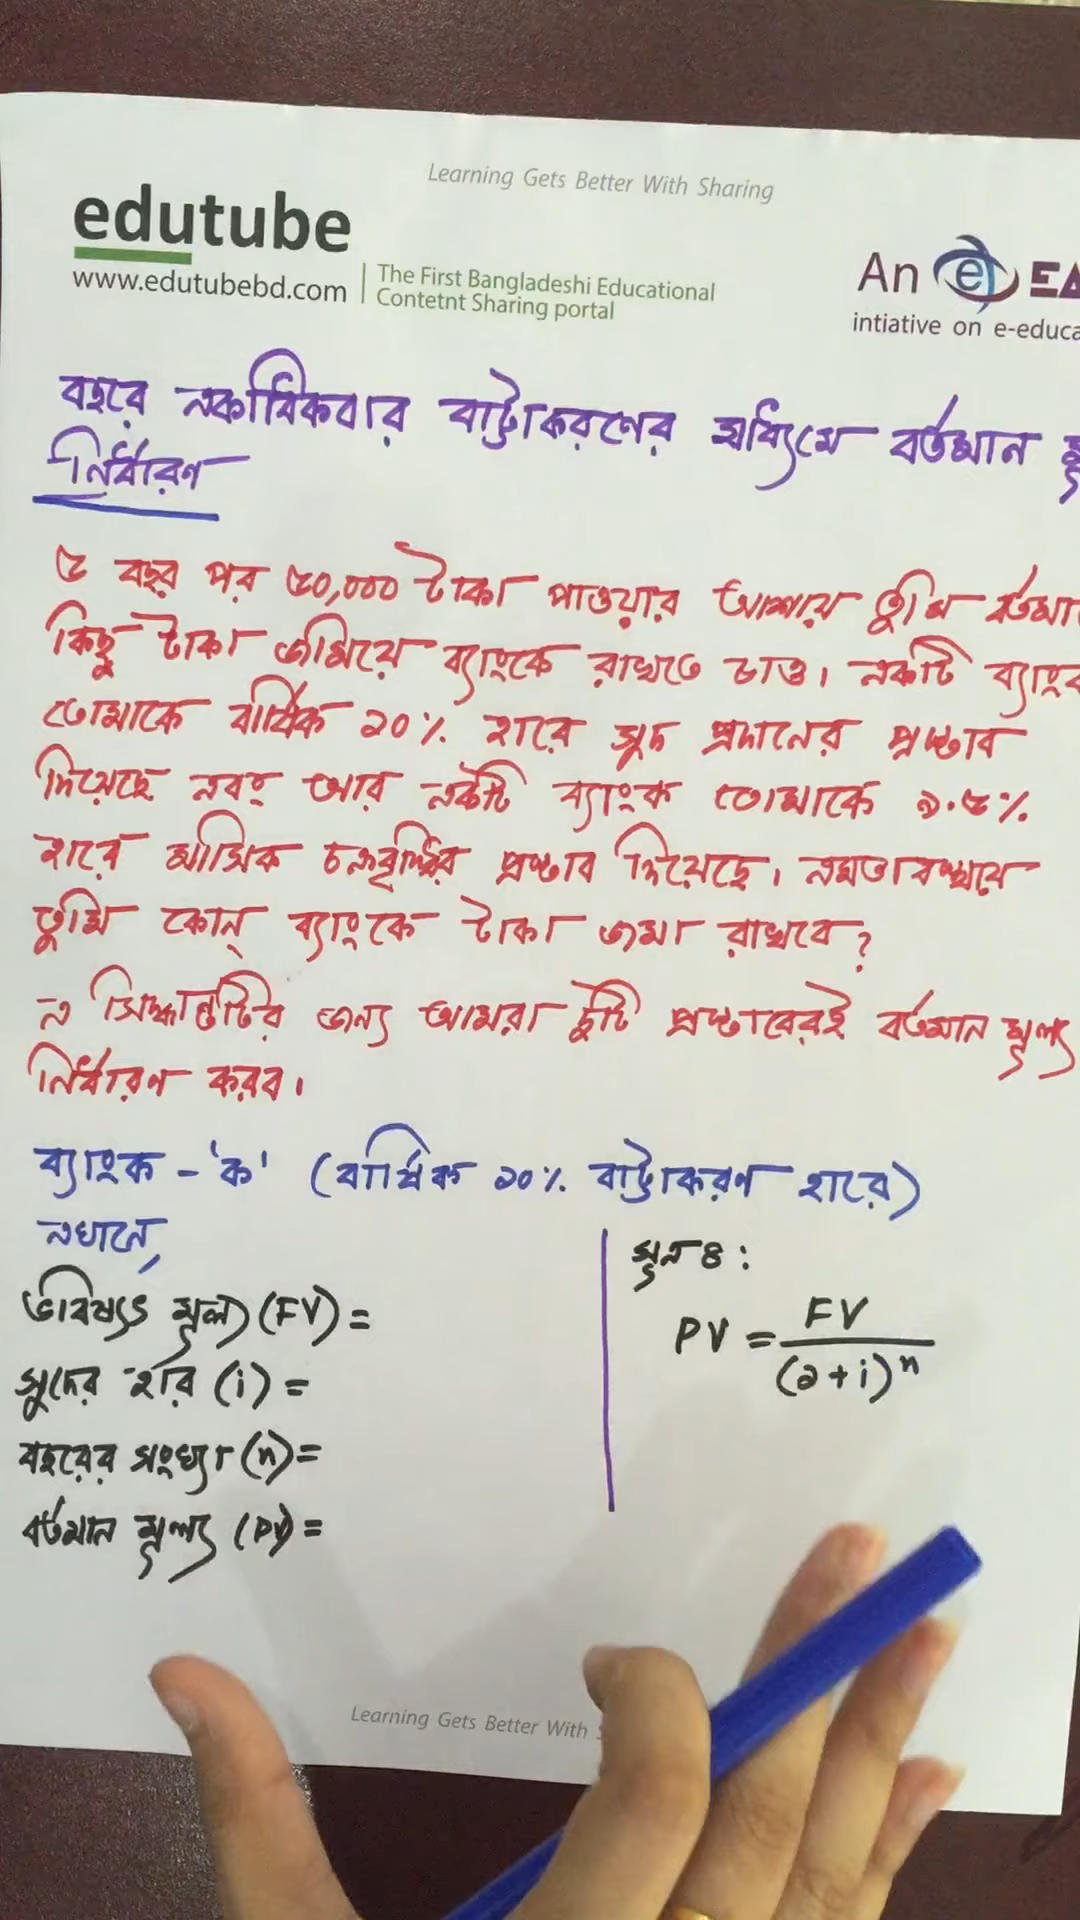 Learning Gets Better With Sharing
edutube
www.edutubebd.com
The First Bangladeshi Educational
Contetnt Sharing portal
An e EA
intiative on e-educa
বছরে একাধিকবার বাট্টাকরণের মাধ্যমে বর্তমান
নির্ধারণ
৫ বছর পর ৫০,০০০ টাকা পাওয়ার আশায় তুমি বর্তমা
কিছু টাকা জমিয়ে ব্যাংকে রাখতে চাও। একটি ব্যাংক
তোমাকে বার্ষিক ১০% হারে সুদ প্রদানের প্রস্তাব
দিয়েছে এবং আর একটি ব্যাংক তোমাকে ৯.৫%
হারে মাসিক চক্রবৃদ্ধির প্রস্তাব দিয়েছে। এমতাবস্থায়
তুমি কোন্ ব্যাংকে টাকা জমা রাখবে?
এ সিদ্ধান্তটির জন্য আমরা দুটি প্রস্তাবেরই বর্তমান মূল্য
নির্ধারণ করব।
ব্যাংক - 'ক' (বার্ষিক ১০% বাট্টাকরণ হারে)
এখানে,
ভবিষ্যৎ মূল্য (FV) =
সুদের হার (i) =
বছরের সংখ্যা (n) =
বর্তমান মূল্য (PV) =
সূত্র ৪ :
PV = FV / (১+i)^n
Learning Gets Better With S